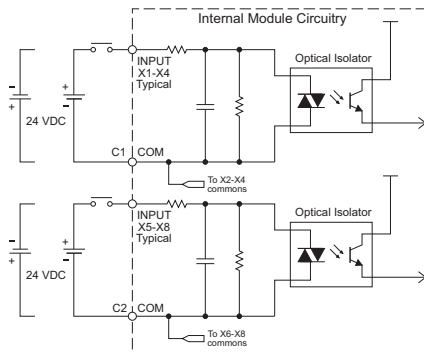 Internal Module Circuitry
INPUT
X1-X4
Typical
Optical Isolator
-
+
+
-
24 VDC
C1 COM
To X2-X4
commons
INPUT
X5-X8
Typical
Optical Isolator
-
+
+
-
24 VDC
C2 COM
To X6-X8
commons